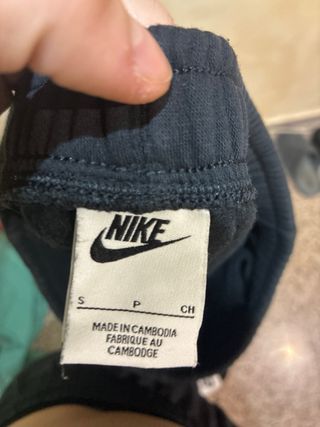 NIKE
S P CH
MADE IN CAMBODIA
FABRIQUE AU
CAMBODGE